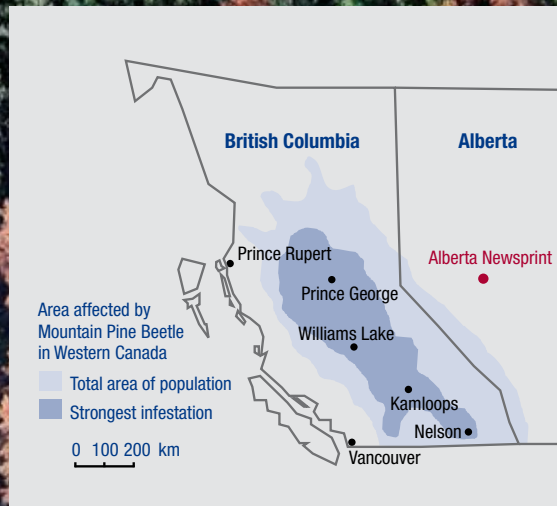 British Columbia
Alberta
Prince Rupert
Alberta Newsprint
Prince George
Area affected by
Mountain Pine Beetle
in Western Canada
Williams Lake
Total area of population
Strongest infestation
Kamloops
Nelson
0 100 200 km
Vancouver